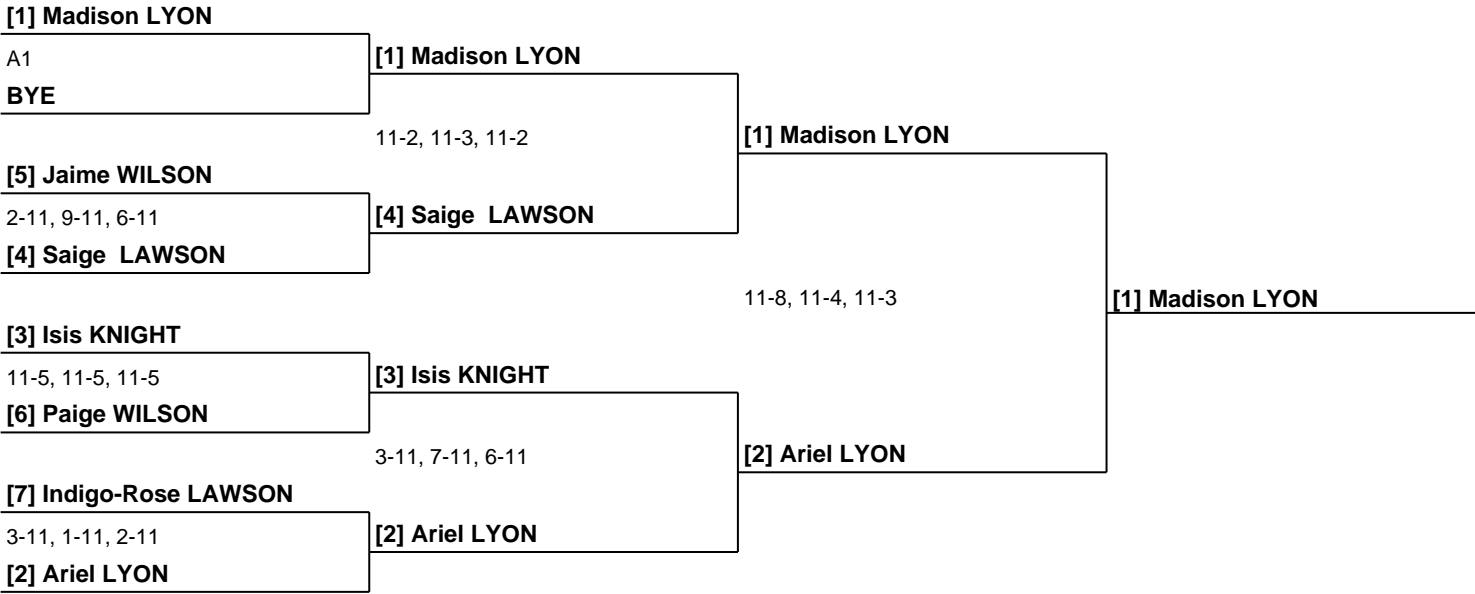 [1] Madison LYON
A1
[1] Madison LYON
BYE
11-2, 11-3, 11-2
[1] Madison LYON
[5] Jaime WILSON
2-11, 9-11, 6-11
[4] Saige  LAWSON
[4] Saige  LAWSON
11-8, 11-4, 11-3
[1] Madison LYON
[3] Isis KNIGHT
11-5, 11-5, 11-5
[3] Isis KNIGHT
[6] Paige WILSON
3-11, 7-11, 6-11
[2] Ariel LYON
[7] Indigo-Rose LAWSON
3-11, 1-11, 2-11
[2] Ariel LYON
[2] Ariel LYON